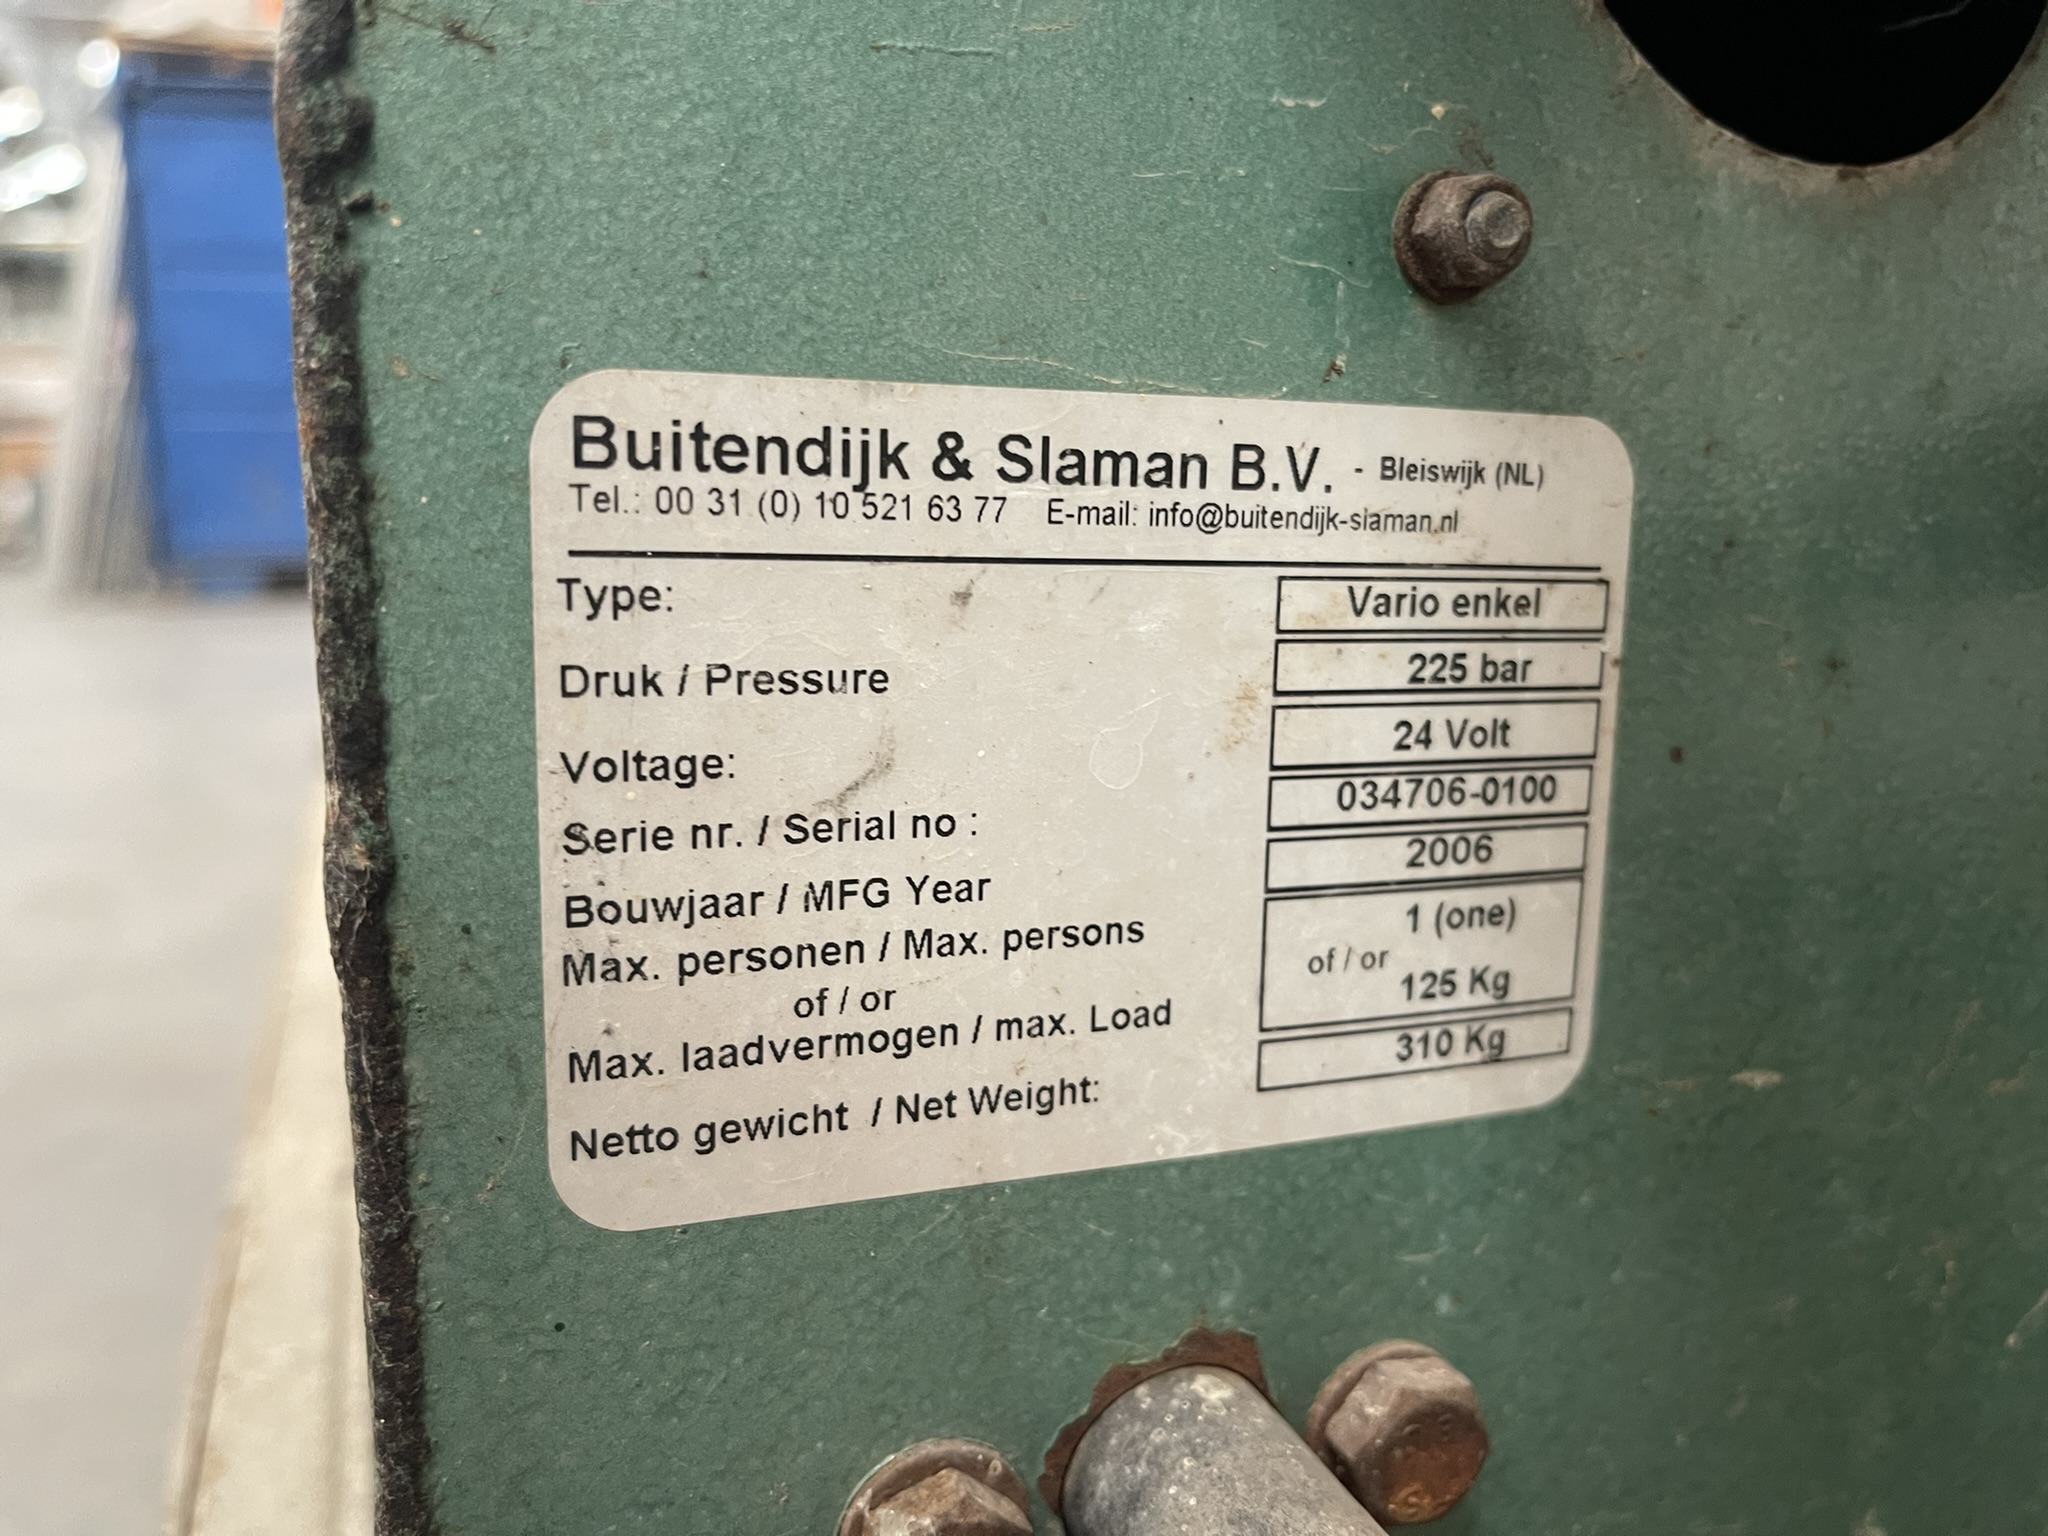 Buitendijk & Slaman B.V. - Bleiswijk (NL)
Tel.: 00 31 (0) 10 521 63 77 E-mail: info@buitendijk-slaman.nl
Type: Vario enkel
Druk / Pressure 225 bar
Voltage: 24 Volt
Serie nr. / Serial no : 034706-0100
Bouwjaar / MFG Year 2006
Max. personen / Max. persons 1 (one)
of / or of / or
Max. laadvermogen / max. Load 125 Kg
Netto gewicht / Net Weight: 310 Kg